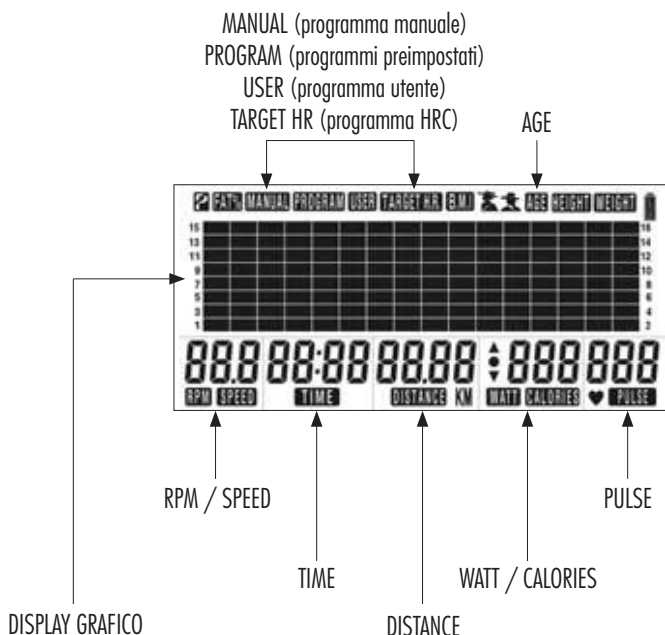 MANUAL (programma manuale)
PROGRAM (programmi preimpostati)
USER (programma utente)
TARGET HR (programma HRC)
AGE
FAT% MANUAL PROGRAM USER TARGET H.R. B.M.I AGE HEIGHT WEIGHT
15 16
13 14
11 12
9 10
7 8
5 6
3 4
1 2
88.8 88:88 88.88 888 888
RPM SPEED TIME DISTANCE KM WATT CALORIES PULSE
RPM / SPEED
PULSE
TIME
WATT / CALORIES
DISPLAY GRAFICO
DISTANCE